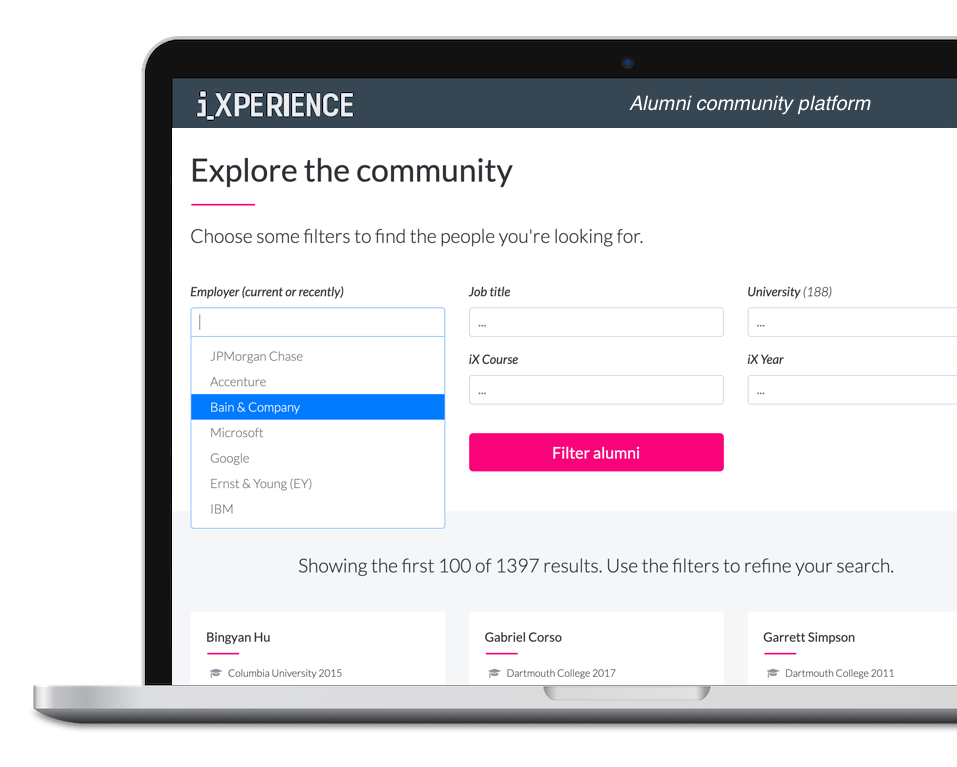 i_XPERIENCE
Alumni community platform
Explore the community
Choose some filters to find the people you're looking for.
Employer (current or recently)
Job title
University (188)
...
...
iX Course
iX Year
...
...
JPMorgan Chase
Accenture
Bain & Company
Microsoft
Google
Ernst & Young (EY)
IBM
Filter alumni
Showing the first 100 of 1397 results. Use the filters to refine your search.
Bingyan Hu
Gabriel Corso
Garrett Simpson
Columbia University 2015
Dartmouth College 2017
Dartmouth College 2011